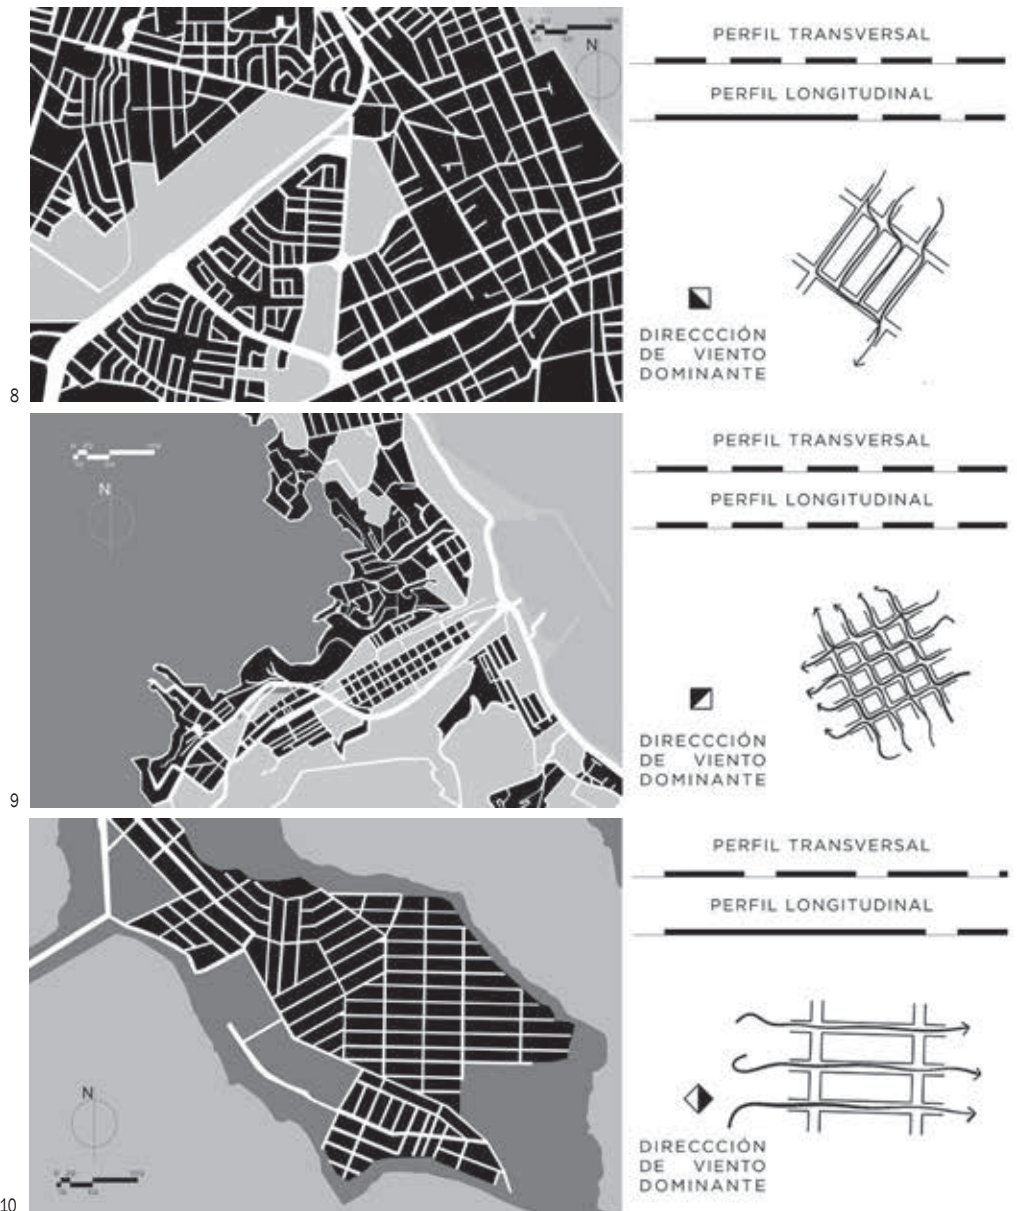 N
PERFIL TRANSVERSAL
PERFIL LONGITUDINAL
DIRECCCIÓN
DE VIENTO
DOMINANTE
8
N
PERFIL TRANSVERSAL
PERFIL LONGITUDINAL
DIRECCCIÓN
DE VIENTO
DOMINANTE
9
N
PERFIL TRANSVERSAL
PERFIL LONGITUDINAL
DIRECCCIÓN
DE VIENTO
DOMINANTE
10